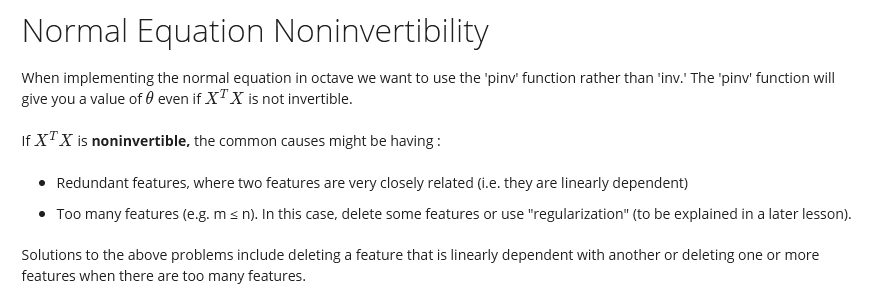 Normal Equation Noninvertibility
When implementing the normal equation in octave we want to use the 'pinv' function rather than 'inv.' The 'pinv' function will
give you a value of θ even if XᵀX is not invertible.
If XᵀX is noninvertible, the common causes might be having :
• Redundant features, where two features are very closely related (i.e. they are linearly dependent)
• Too many features (e.g. m ≤ n). In this case, delete some features or use "regularization" (to be explained in a later lesson).
Solutions to the above problems include deleting a feature that is linearly dependent with another or deleting one or more
features when there are too many features.